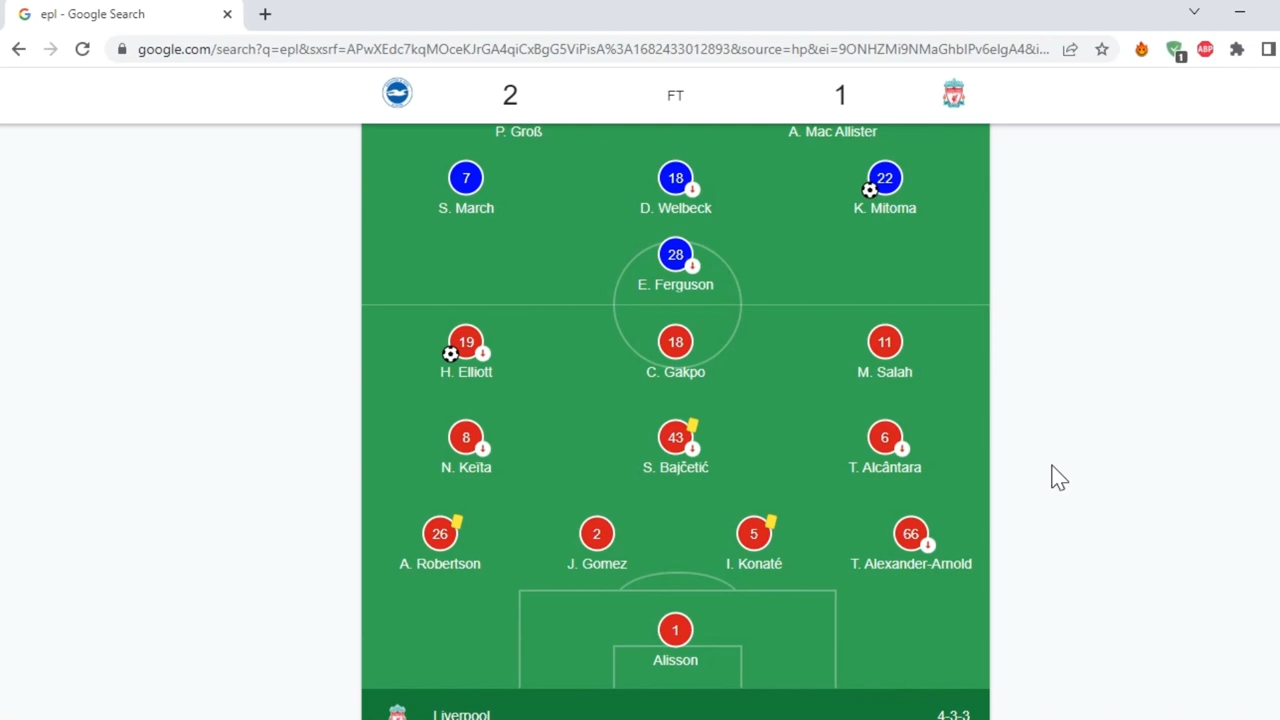 epl - Google Search
google.com/search?q=epl&sxsrf=APwXEdc7kqMOceKJrGA4qiCxBgG5ViPisA%3A1682433012893&source=hp&ei=9ONHZMi9NMaGhbIPv6elgA4&i...
1
ABP
2 FT 1
P. Groß A. Mac Allister
7 18 22
S. March D. Welbeck K. Mitoma
28
E. Ferguson
19 18 11
H. Elliott C. Gakpo M. Salah
8 43 6
N. Keïta S. Bajčetić T. Alcântara
26 2 5 66
A. Robertson J. Gomez I. Konaté T. Alexander-Arnold
1
Alisson
Liverpool 4-3-3